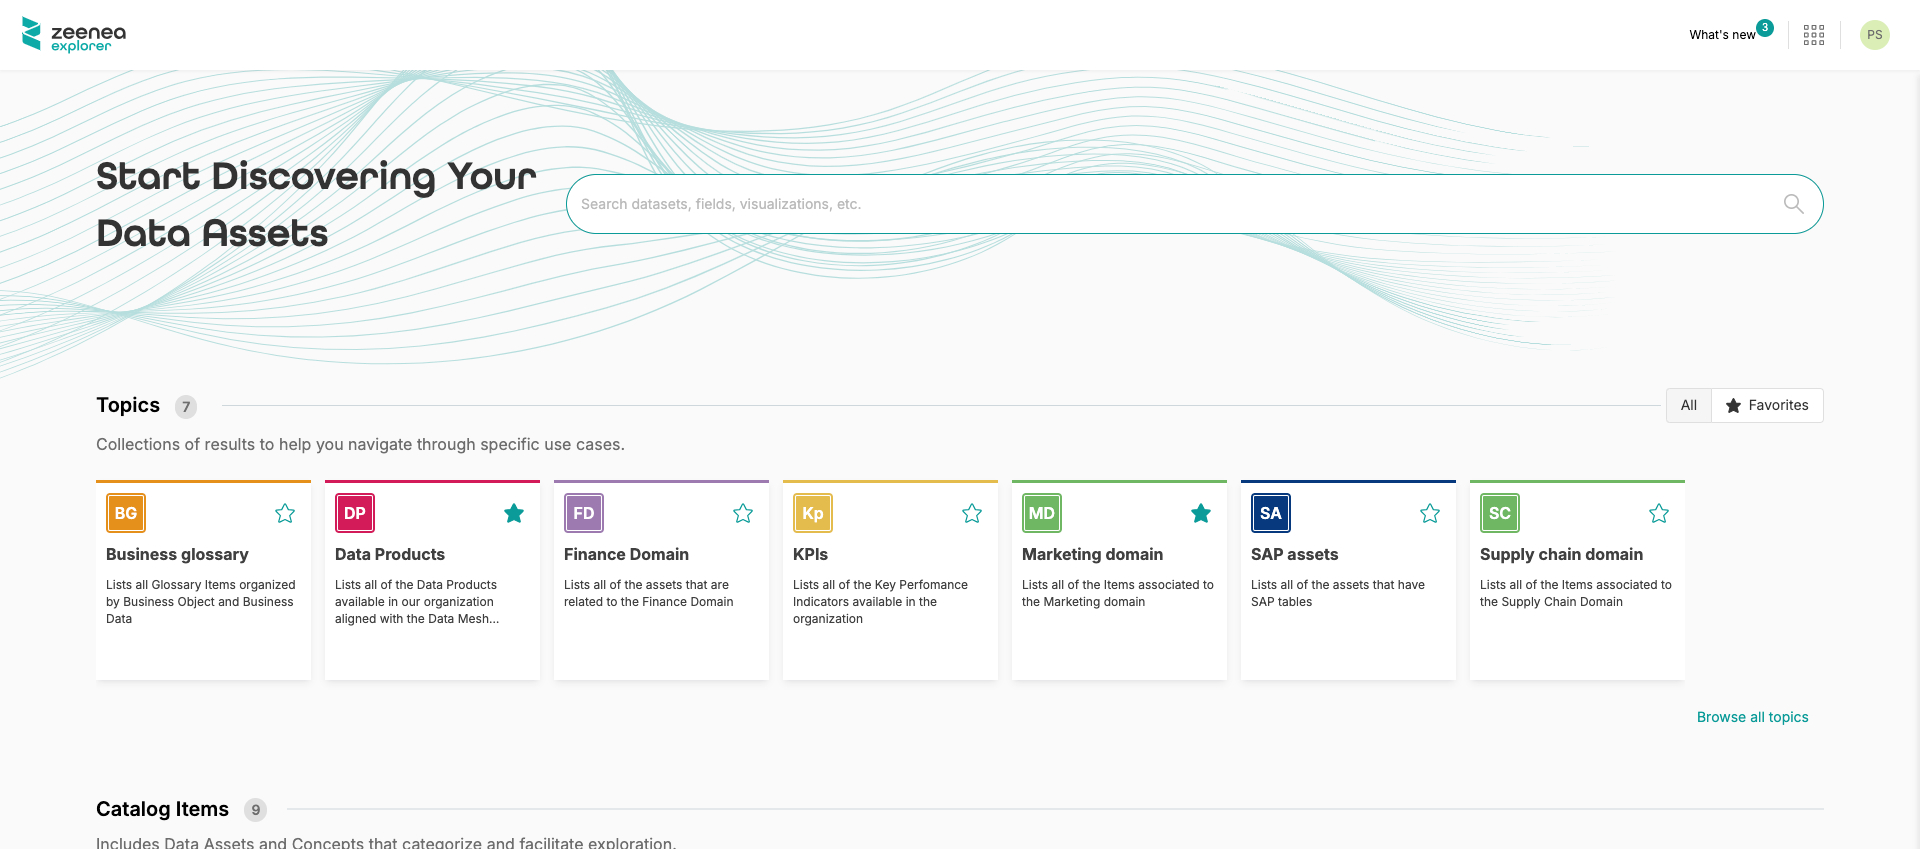 zeenea
explorer
What's new
3
PS
Start Discovering Your
Data Assets
Search datasets, fields, visualizations, etc.
Topics 7
All
Favorites
Collections of results to help you navigate through specific use cases.
BG
Business glossary
Lists all Glossary Items organized
by Business Object and Business
Data
DP
Data Products
Lists all of the Data Products
available in our organization
aligned with the Data Mesh...
FD
Finance Domain
Lists all of the assets that are
related to the Finance Domain
Kp
KPIs
Lists all of the Key Perfomance
Indicators available in the
organization
MD
Marketing domain
Lists all of the Items associated to
the Marketing domain
SA
SAP assets
Lists all of the assets that have
SAP tables
SC
Supply chain domain
Lists all of the Items associated to
the Supply Chain Domain
Browse all topics
Catalog Items 9
Includes Data Assets and Concepts that categorize and facilitate exploration.